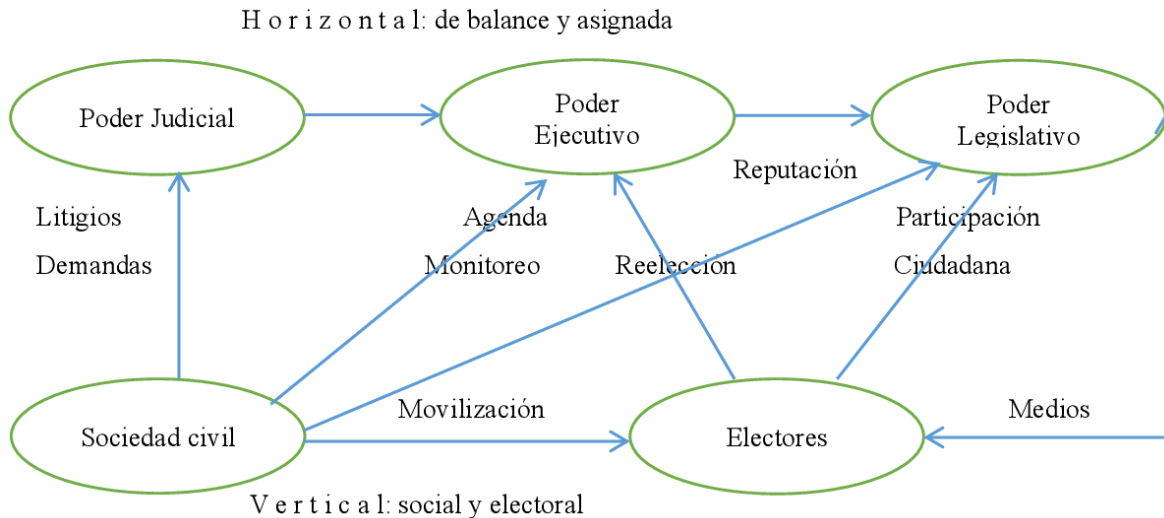 H o r i z o n t a l: de balance y asignada
Poder Judicial
Poder
Ejecutivo
Poder
Legislativo
Reputación
Litigios
Agenda
Participación
Demandas
Monitoreo
Reelección
Ciudadana
Movilización
Medios
Sociedad civil
Electores
V e r t i c a l: social y electoral